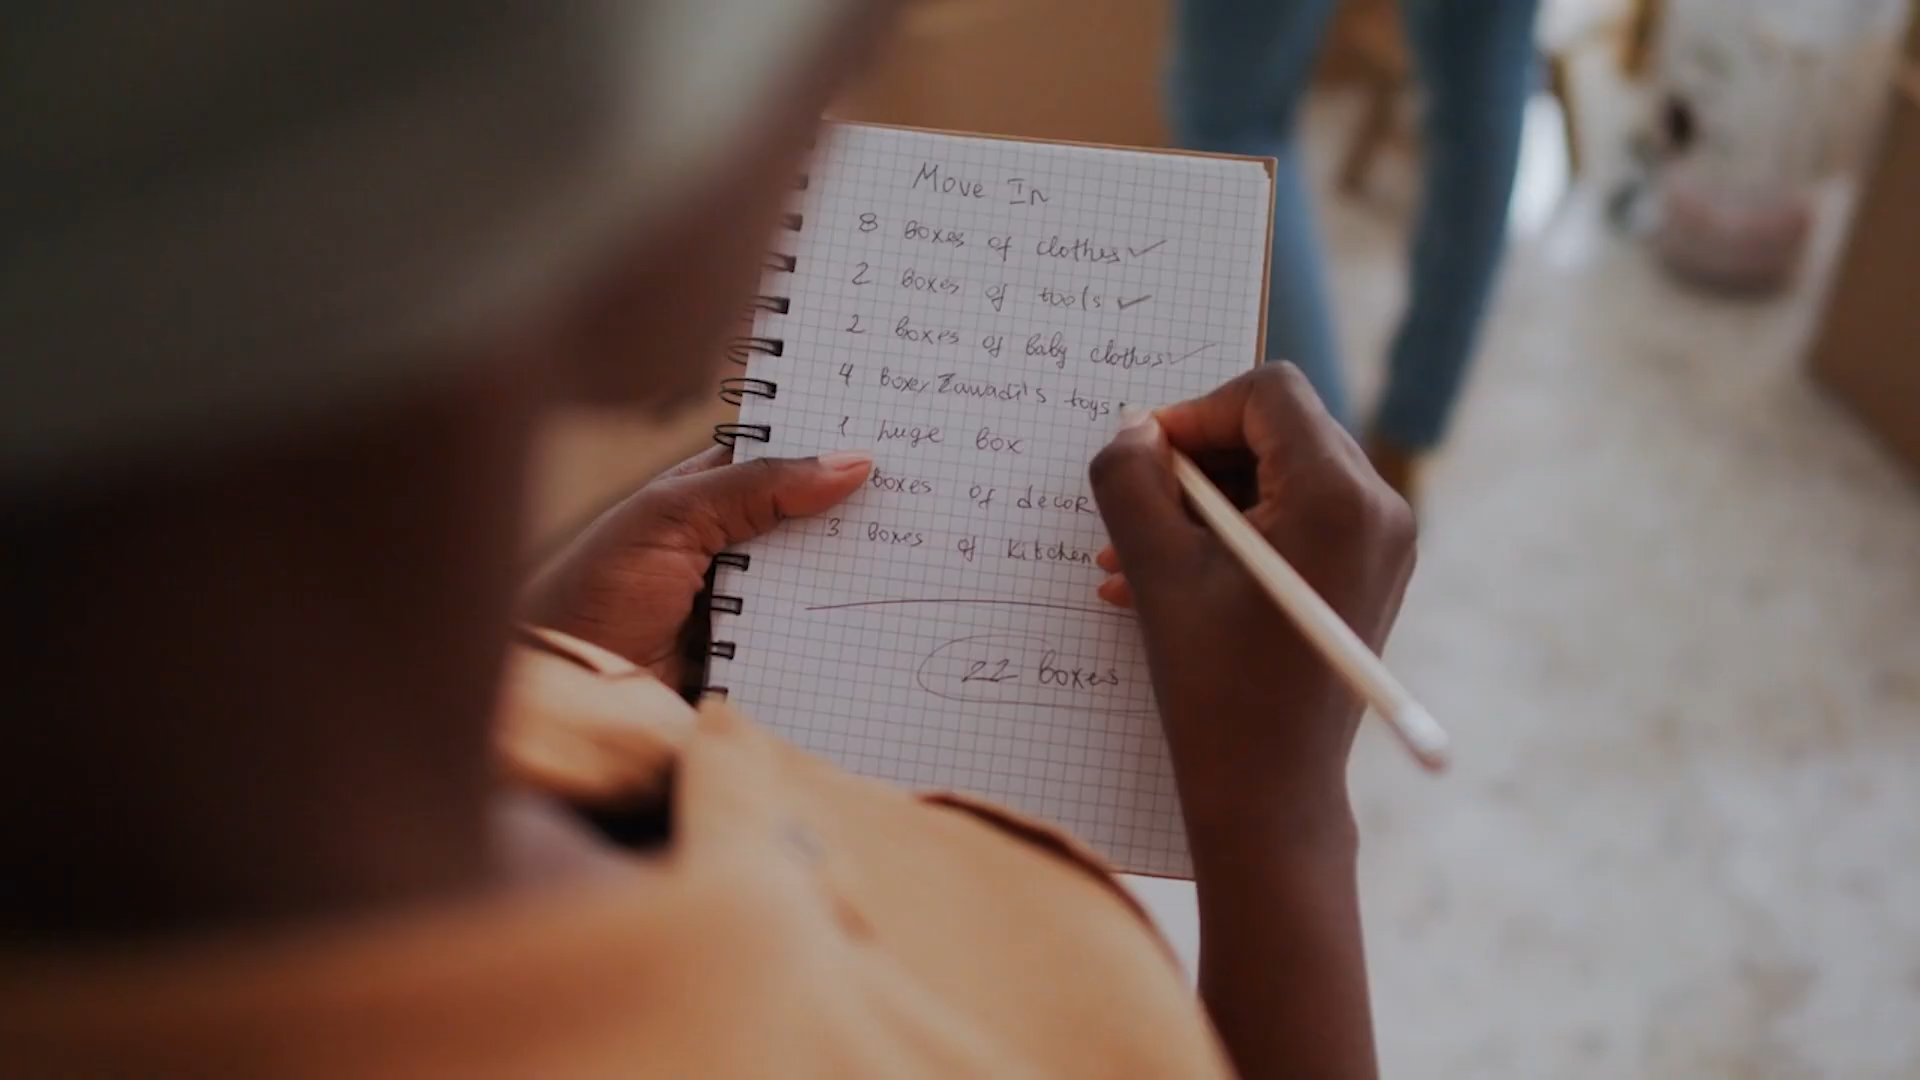 Move In
8 Boxes of clothes ✓
2 Boxes of tools ✓
2 Boxes of Baby clothes ✓
4 Boxes Zawadi's toys
1 huge Box
Boxes of decor
3 Boxes of kitchen
22 Boxes